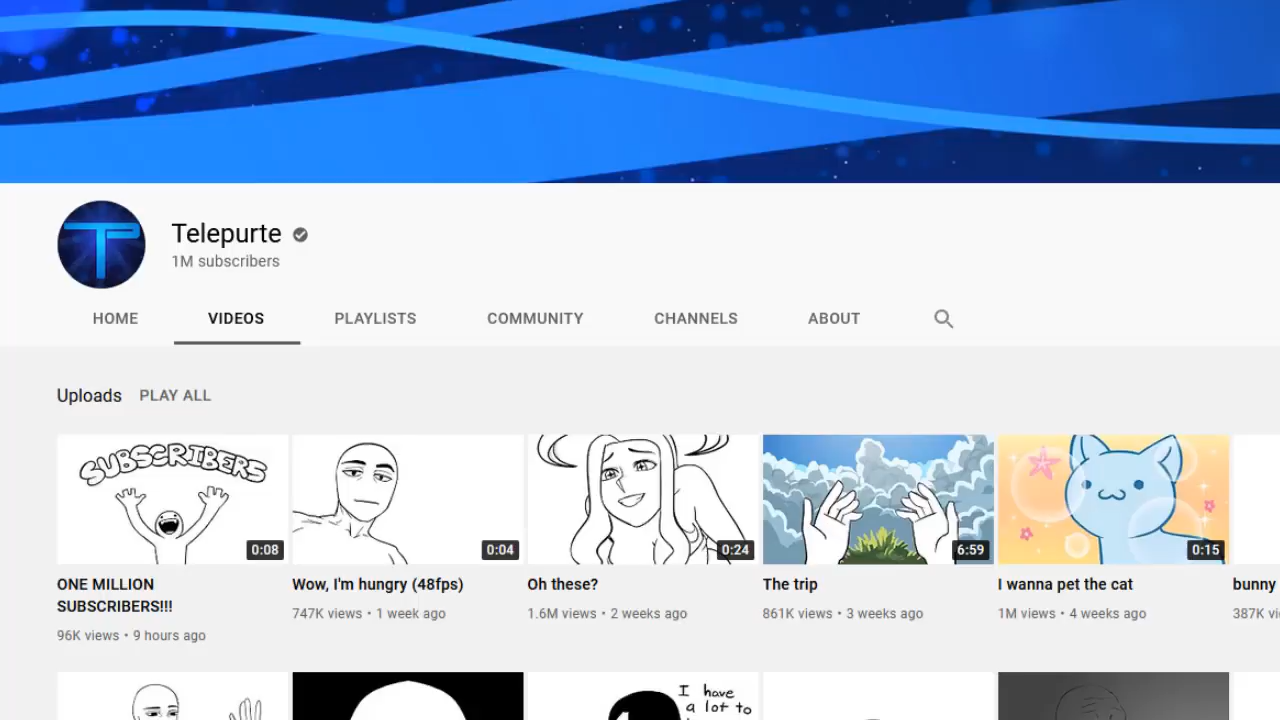 TP
Telepurte
1M subscribers
HOME VIDEOS PLAYLISTS COMMUNITY CHANNELS ABOUT
Uploads PLAY ALL
SUBSCRIBERS
0:08 0:04 0:24 6:59 0:15
ONE MILLION SUBSCRIBERS!!!
96K views • 9 hours ago
Wow, I'm hungry (48fps)
747K views • 1 week ago
Oh these?
1.6M views • 2 weeks ago
The trip
861K views • 3 weeks ago
I wanna pet the cat
1M views • 4 weeks ago
bunny
387K
I have
a lot to